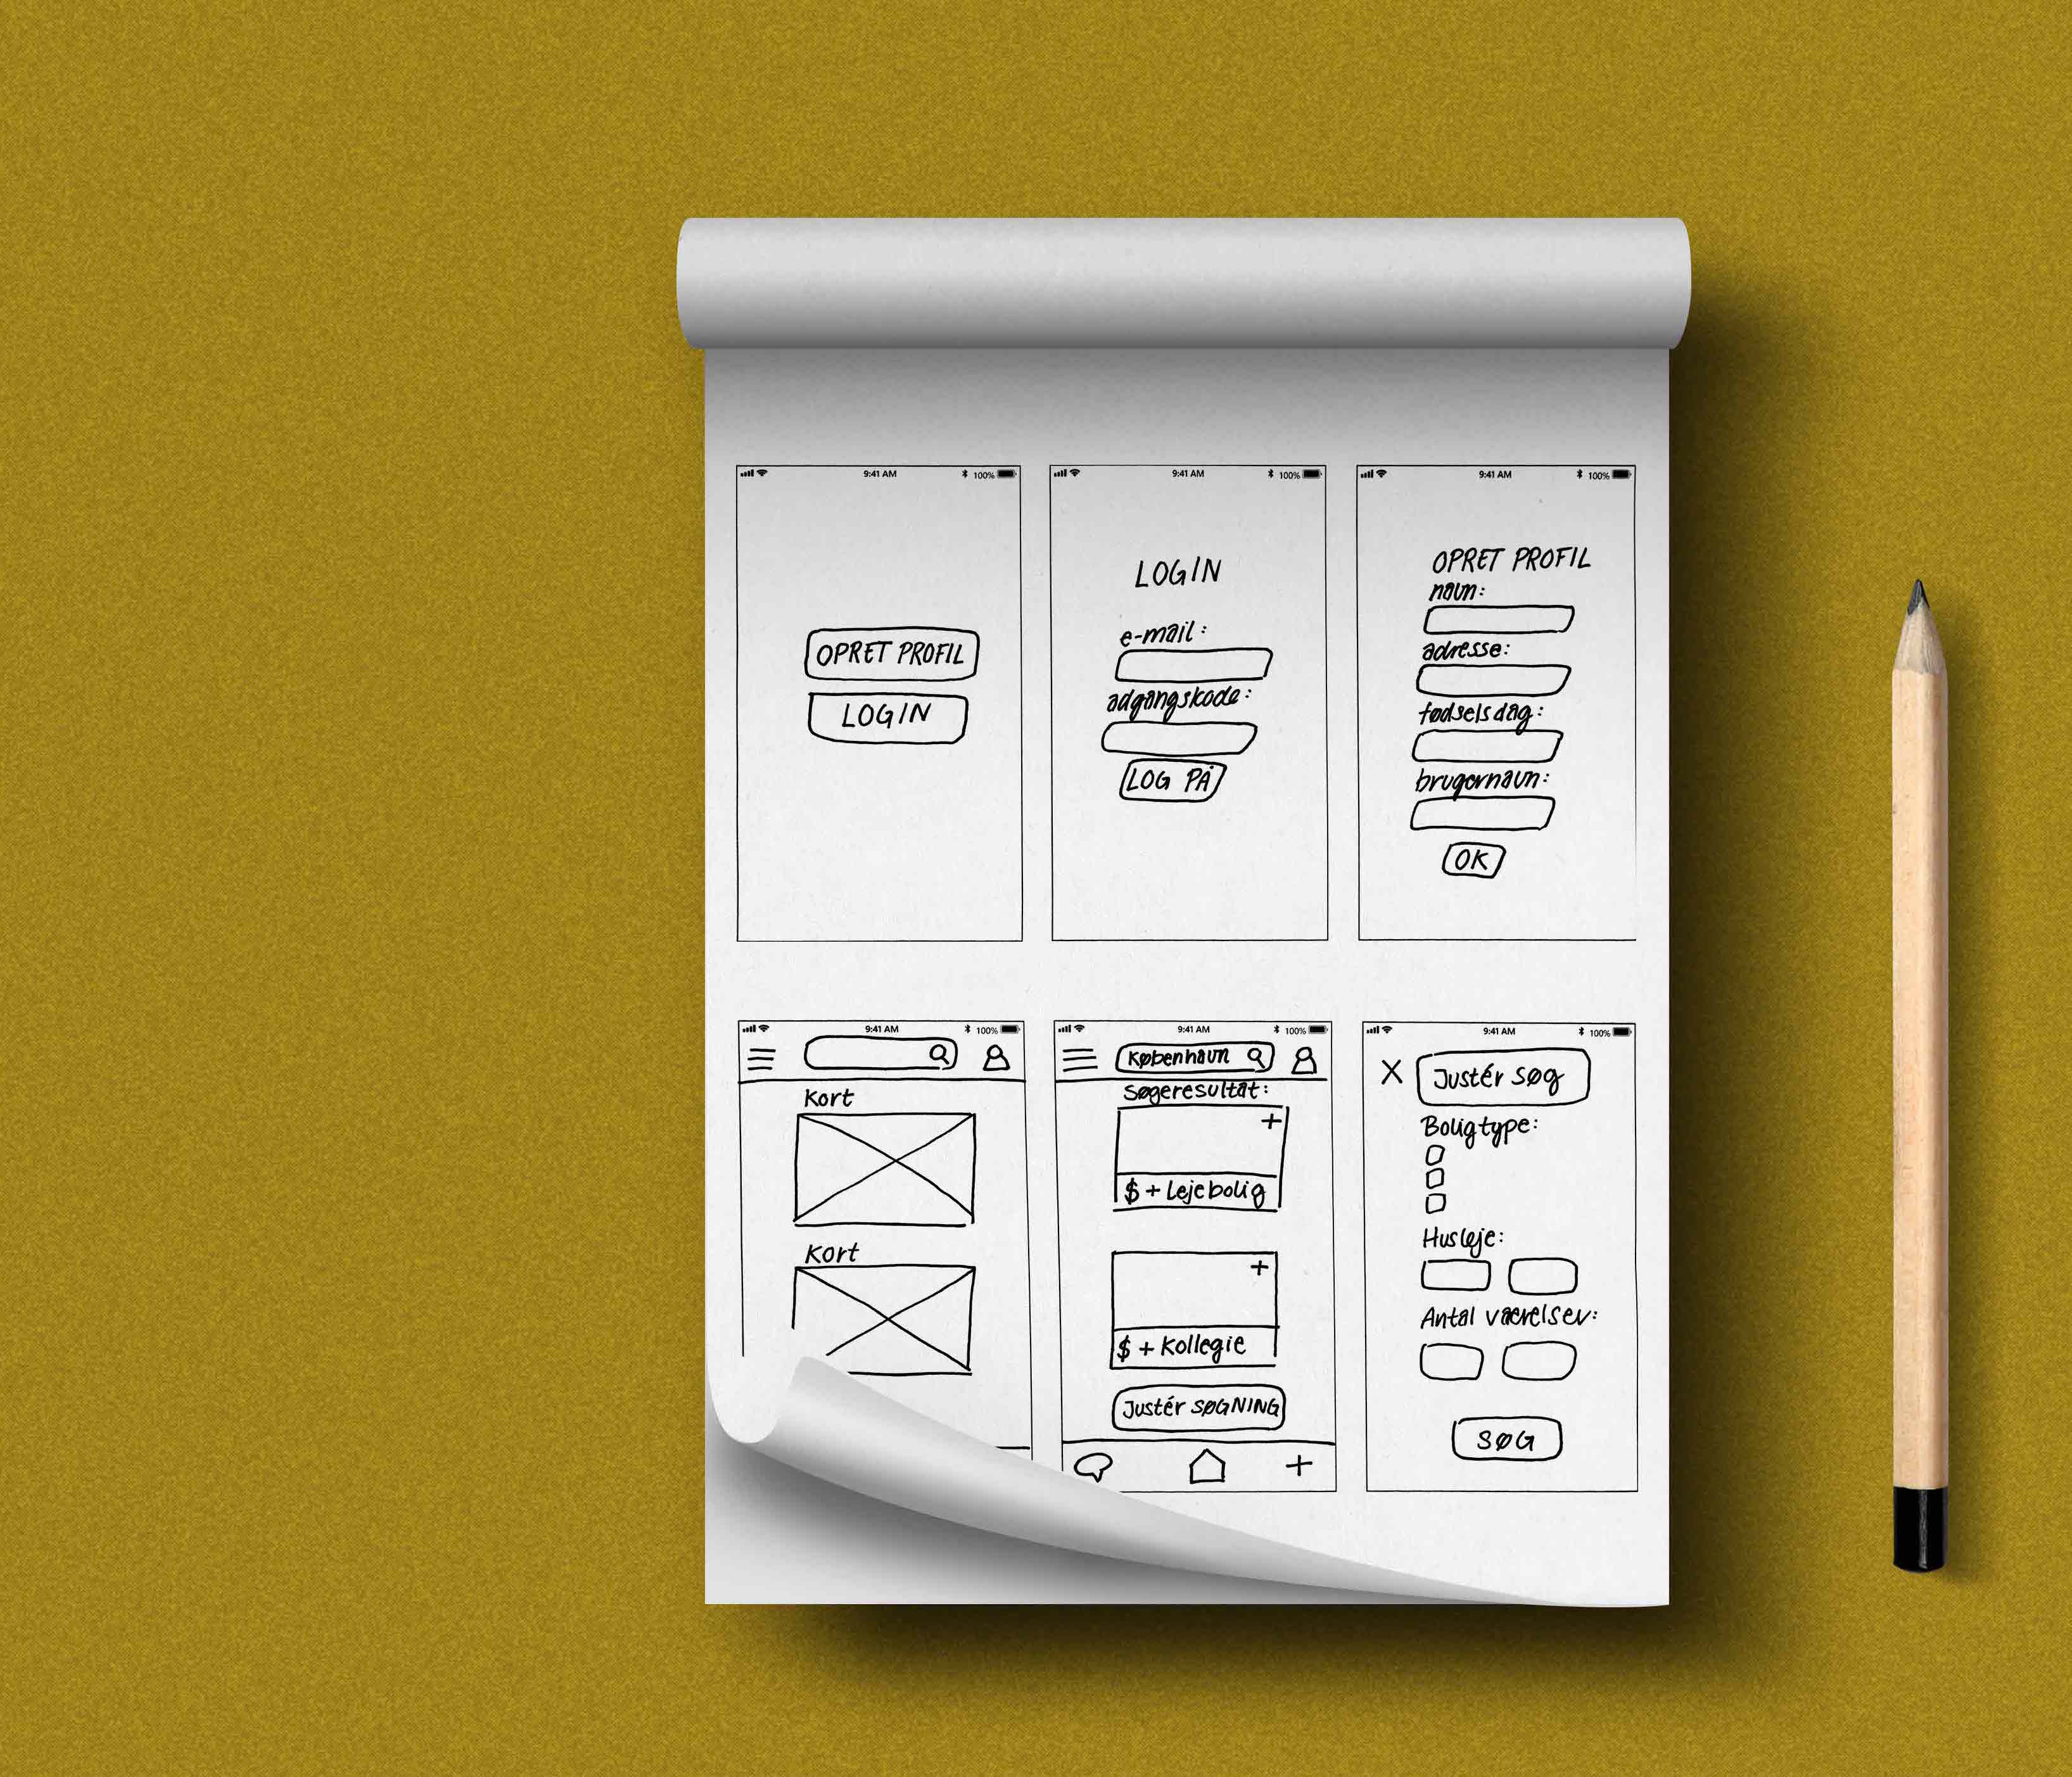 9:41 AM 100%
OPRET PROFIL
LOGIN
9:41 AM 100%
LOGIN
e-mail:
adgangskode:
LOG PÅ
9:41 AM 100%
OPRET PROFIL
navn:
adresse:
fødselsdag:
brugernavn:
OK
9:41 AM 100%
Kort
Kort
9:41 AM 100%
København
Søgeresultat:
+
$ + Lejebolig
+
$ + Kollegie
Justér SØGNING
+
9:41 AM 100%
X Justér søg
Boligtype:
Husleje:
Antal værelser:
SØG